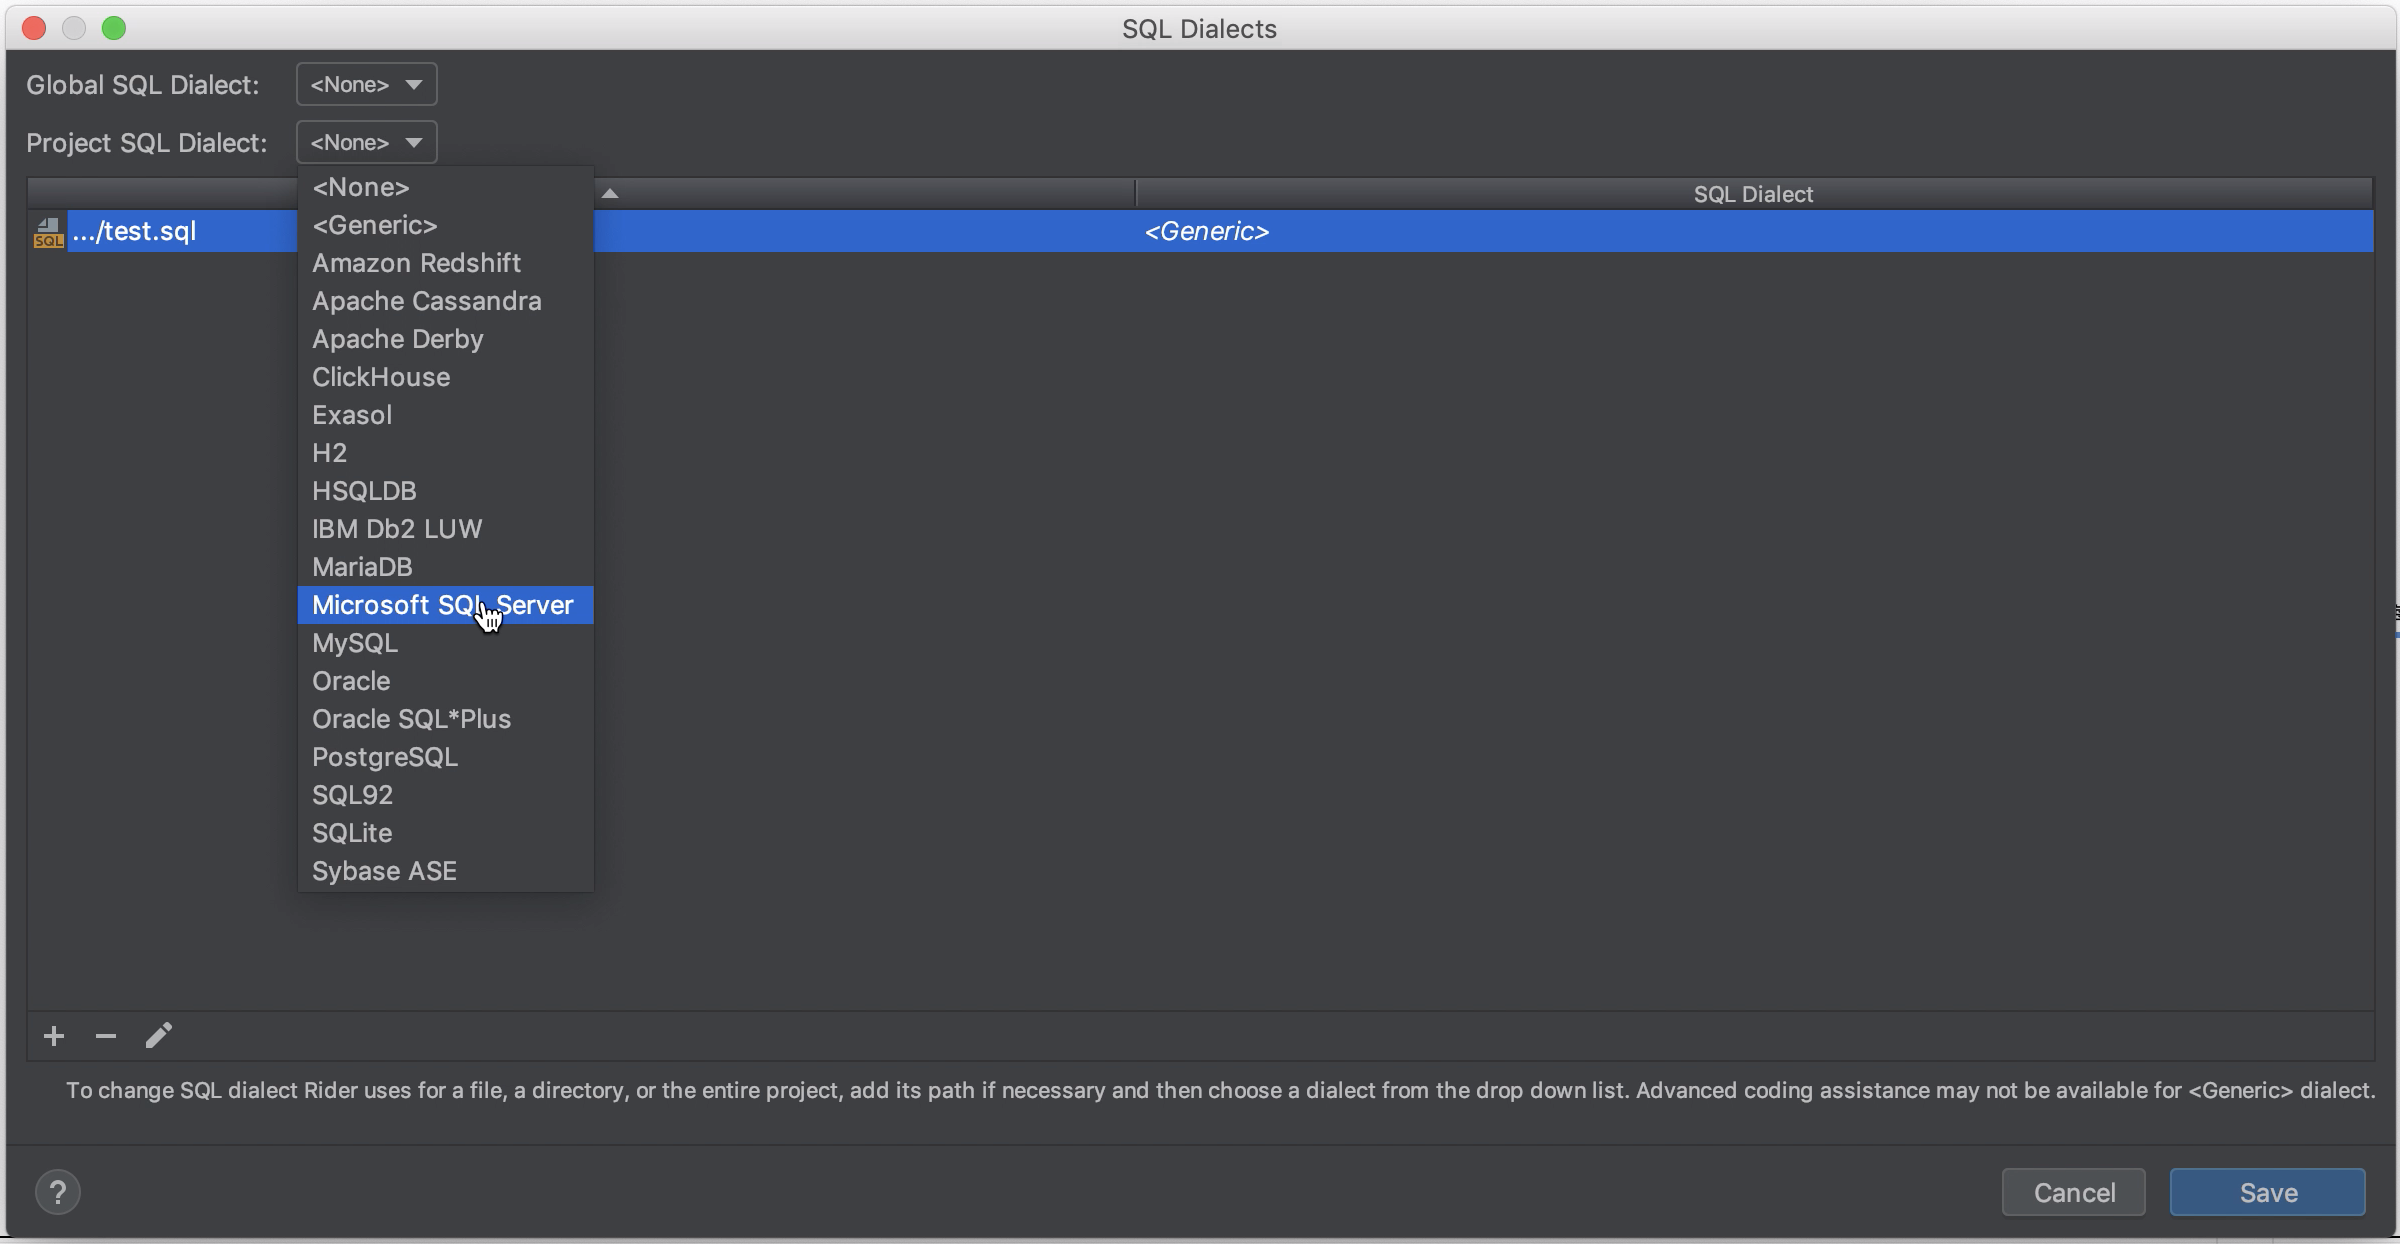 SQL Dialects
Global SQL Dialect: <None>
Project SQL Dialect: <None>
SQL Dialect
SQL .../test.sql <Generic>
<None>
<Generic>
Amazon Redshift
Apache Cassandra
Apache Derby
ClickHouse
Exasol
H2
HSQLDB
IBM Db2 LUW
MariaDB
Microsoft SQL Server
MySQL
Oracle
Oracle SQL*Plus
PostgreSQL
SQL92
SQLite
Sybase ASE
To change SQL dialect Rider uses for a file, a directory, or the entire project, add its path if necessary and then choose a dialect from the drop down list. Advanced coding assistance may not be available for <Generic> dialect.
? Cancel Save